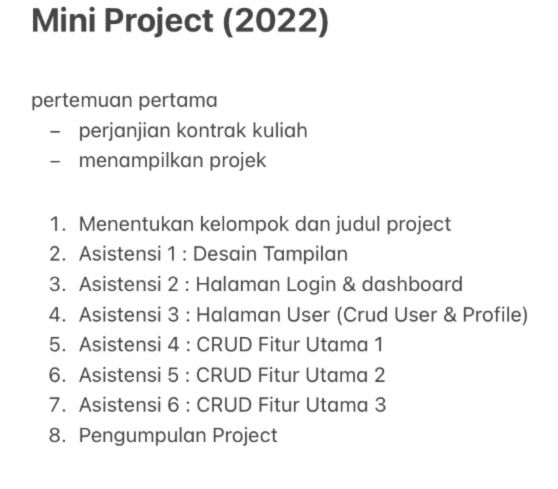 Mini Project (2022)
pertemuan pertama
– perjanjian kontrak kuliah
– menampilkan projek
1. Menentukan kelompok dan judul project
2. Asistensi 1 : Desain Tampilan
3. Asistensi 2 : Halaman Login & dashboard
4. Asistensi 3 : Halaman User (Crud User & Profile)
5. Asistensi 4 : CRUD Fitur Utama 1
6. Asistensi 5 : CRUD Fitur Utama 2
7. Asistensi 6 : CRUD Fitur Utama 3
8. Pengumpulan Project